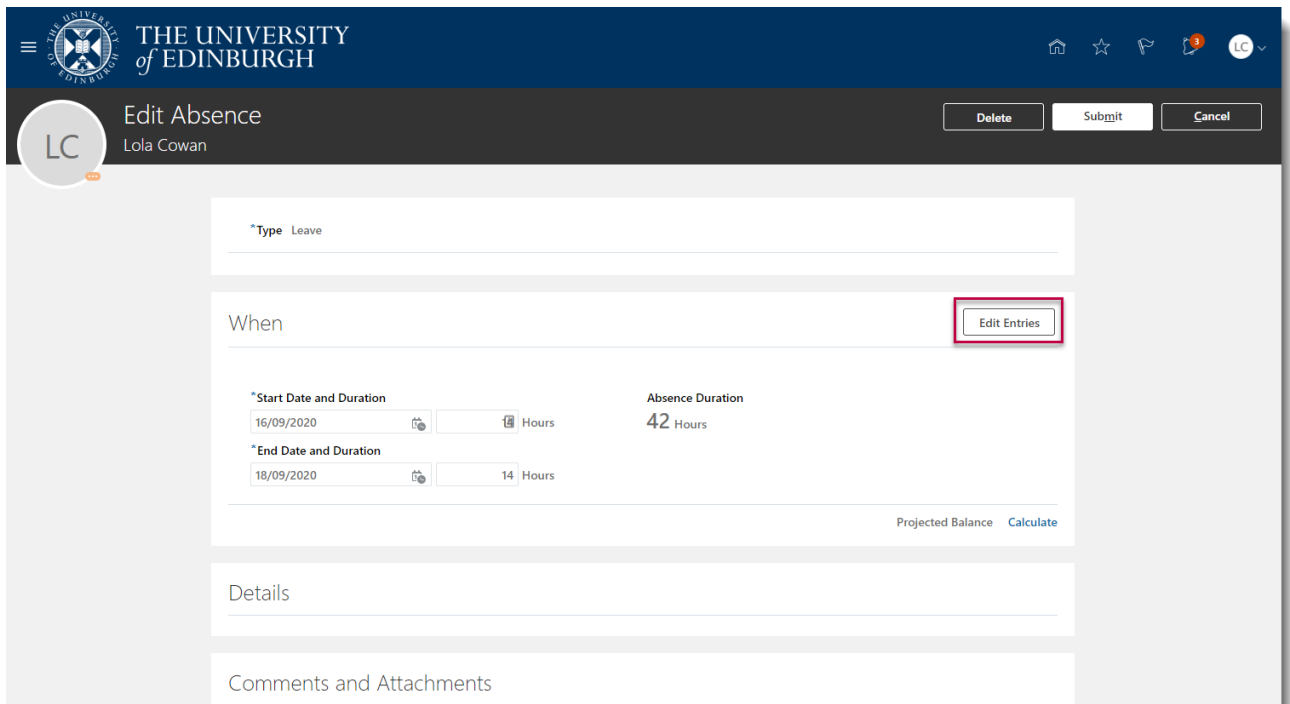 THE UNIVERSITY
of EDINBURGH
3
LC
LC
Edit Absence
Lola Cowan
Delete
Submit
Cancel
*Type Leave
When
Edit Entries
*Start Date and Duration
Absence Duration
16/09/2020
Hours
42 Hours
*End Date and Duration
18/09/2020
14 Hours
Projected Balance Calculate
Details
Comments and Attachments